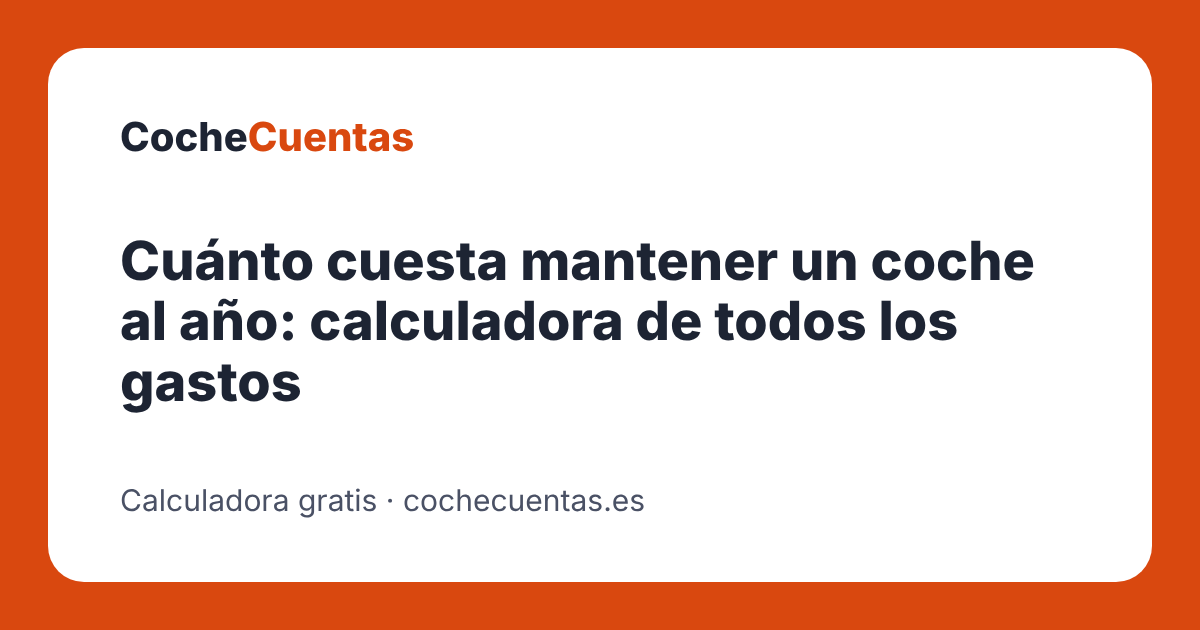 CocheCuentas
Cuánto cuesta mantener un coche
al año: calculadora de todos los
gastos
Calculadora gratis · cochecuentas.es